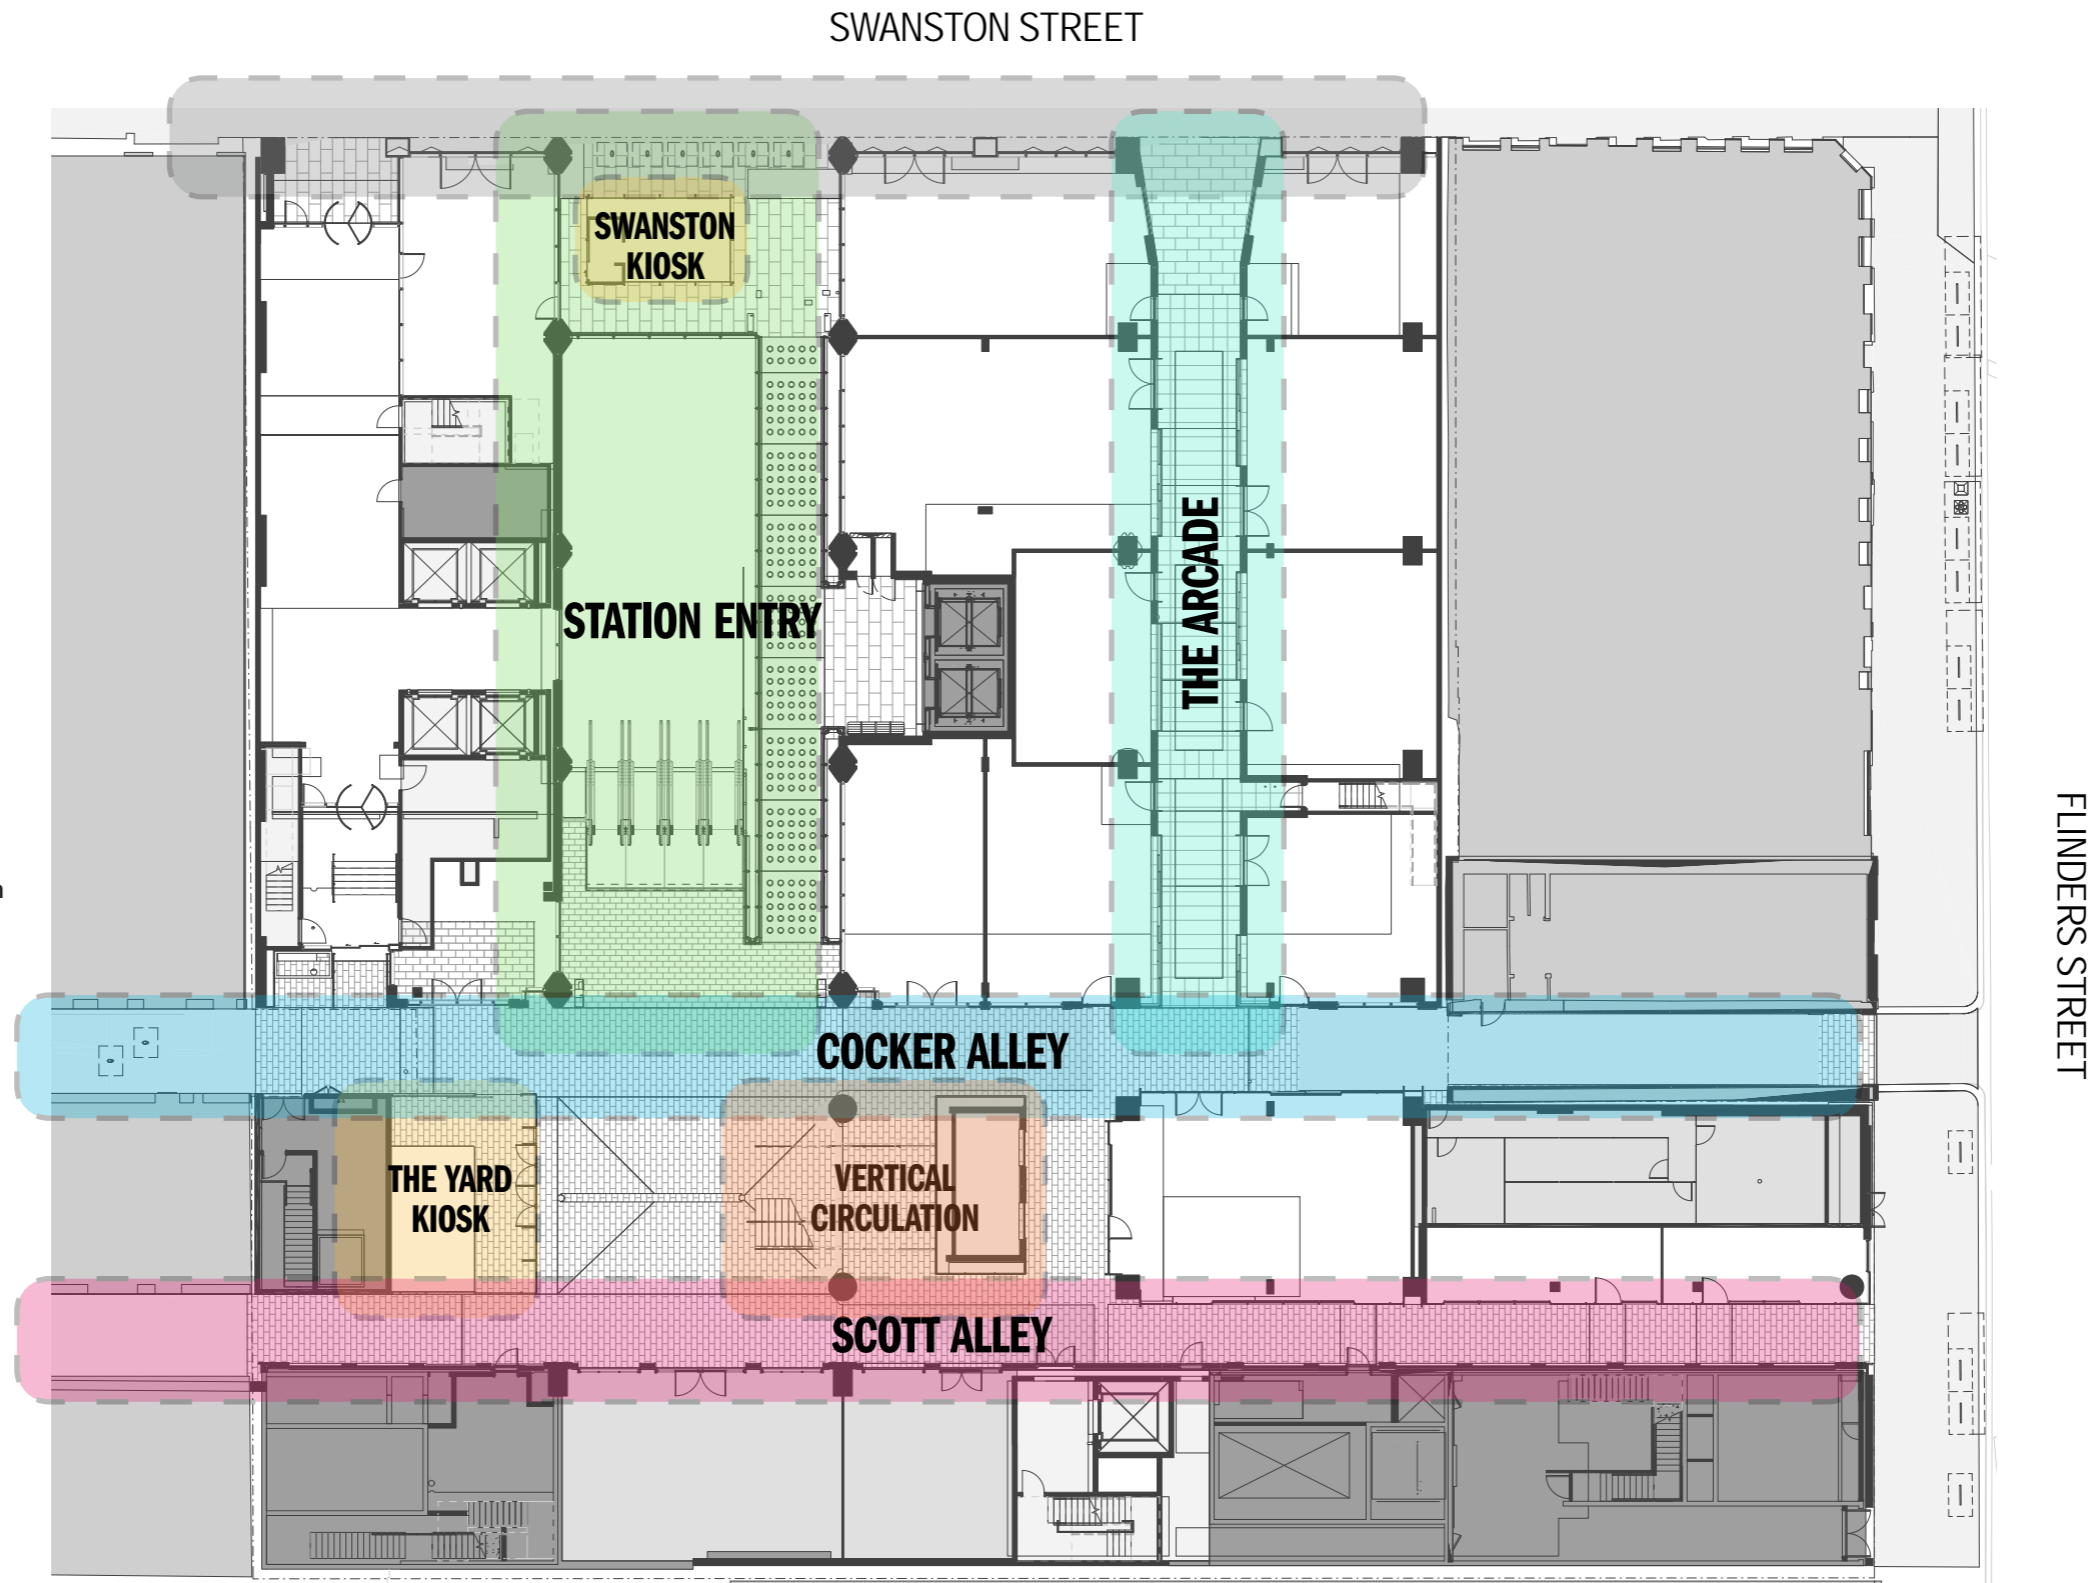 SWANSTON STREET
SWANSTON
KIOSK
STATION ENTRY
THE ARCADE
FLINDERS STREET
COCKER ALLEY
THE YARD
KIOSK
VERTICAL
CIRCULATION
SCOTT ALLEY